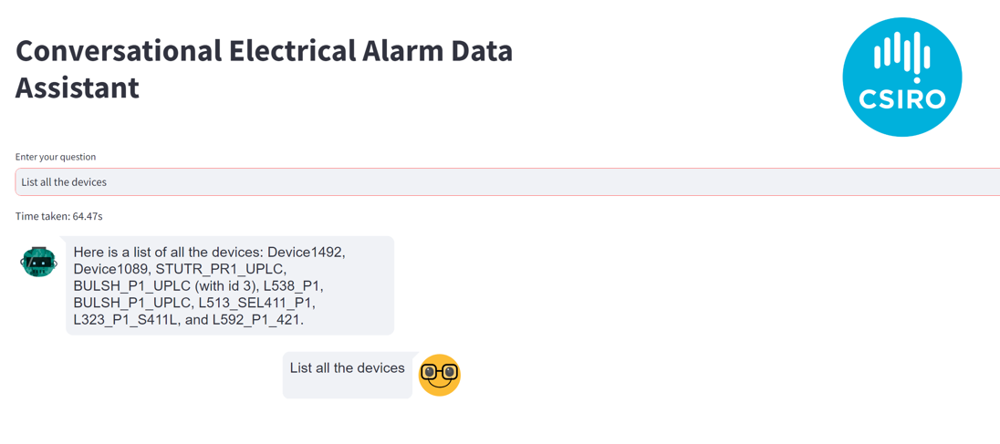 Conversational Electrical Alarm Data
Assistant
CSIRO
Enter your question
List all the devices
Time taken: 64.47s
Here is a list of all the devices: Device1492,
Device1089, STUTR_PR1_UPLC,
BULSH_P1_UPLC (with id 3), L538_P1,
BULSH_P1_UPLC, L513_SEL411_P1,
L323_P1_S411L, and L592_P1_421.
List all the devices